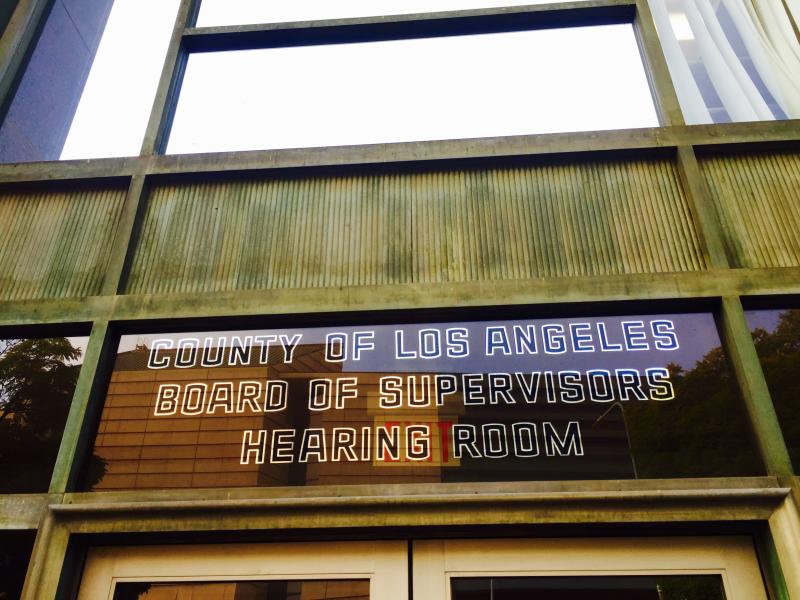 COUNTY OF LOS ANGELES
BOARD OF SUPERVISORS
HEARING ROOM